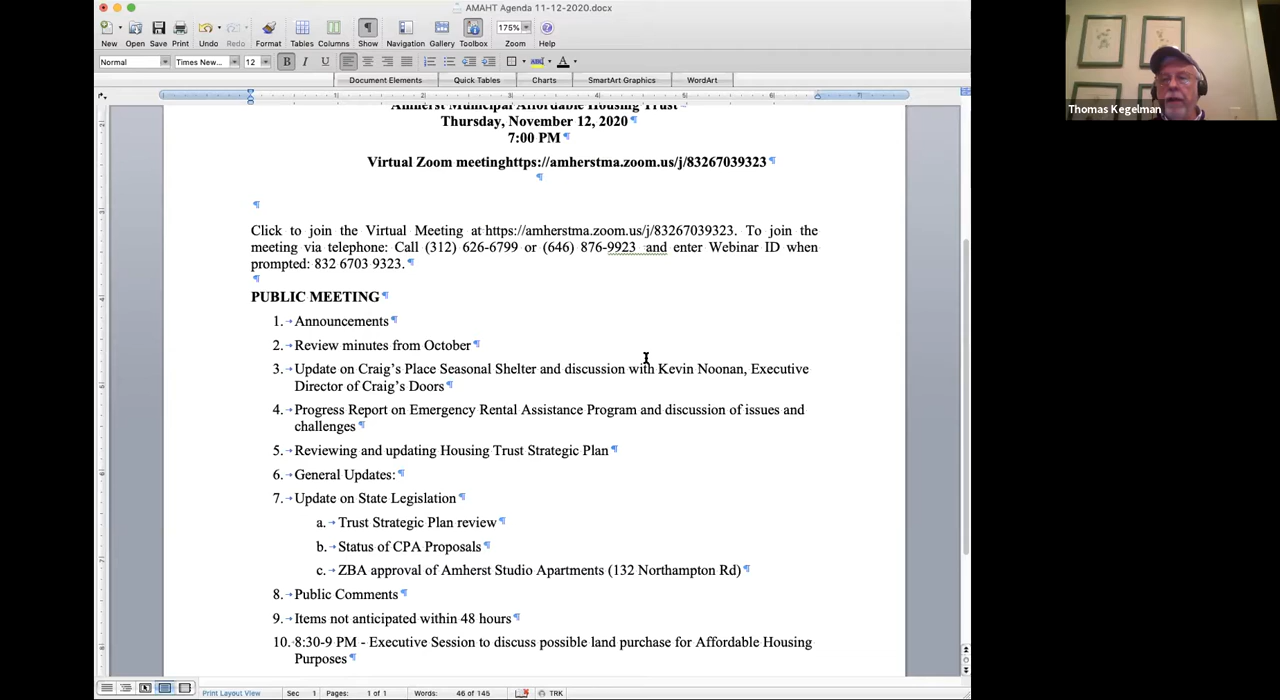 AMAHT Agenda 11-12-2020.docx
175%
New Open Save Print Undo Redo Format Tables Columns Show Navigation Gallery Toolbox Zoom Help
Normal Times New... 12 B I U
Document Elements Quick Tables Charts SmartArt Graphics WordArt
Thomas Kegelman
Amherst Municipal Affordable Housing Trust
Thursday, November 12, 2020
7:00 PM
Virtual Zoom meetinghttps://amherstma.zoom.us/j/83267039323
Click to join the Virtual Meeting at https://amherstma.zoom.us/j/83267039323. To join the
meeting via telephone: Call (312) 626-6799 or (646) 876-9923 and enter Webinar ID when
prompted: 832 6703 9323.
PUBLIC MEETING
1. Announcements
2. Review minutes from October
3. Update on Craig's Place Seasonal Shelter and discussion with Kevin Noonan, Executive
Director of Craig's Doors
4. Progress Report on Emergency Rental Assistance Program and discussion of issues and
challenges
5. Reviewing and updating Housing Trust Strategic Plan
6. General Updates:
7. Update on State Legislation
a. Trust Strategic Plan review
b. Status of CPA Proposals
c. ZBA approval of Amherst Studio Apartments (132 Northampton Rd)
8. Public Comments
9. Items not anticipated within 48 hours
10. 8:30-9 PM - Executive Session to discuss possible land purchase for Affordable Housing
Purposes
Print Layout View Sec 1 Pages: 1 of 1 Words: 46 of 145 TRK